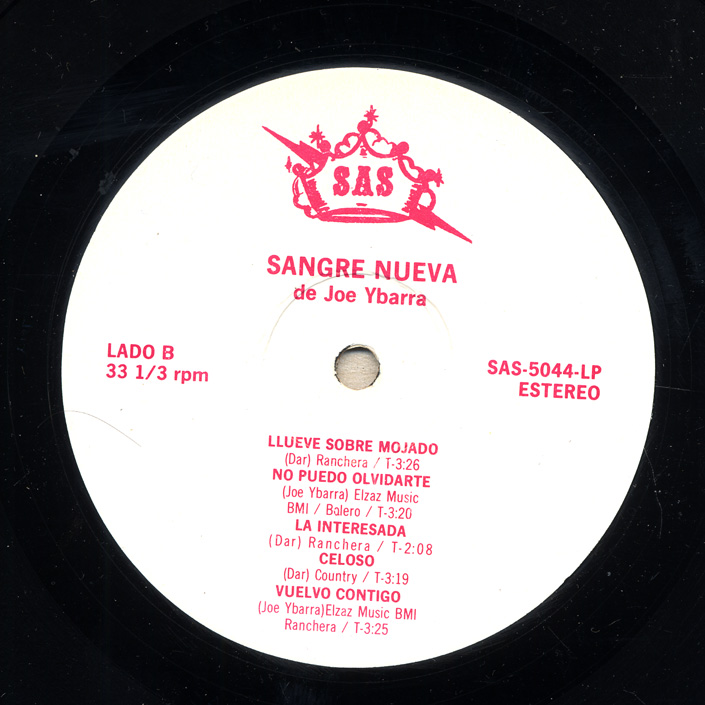 SAS
SANGRE NUEVA
de Joe Ybarra
LADO B
33 1/3 rpm
SAS-5044-LP
ESTEREO
LLUEVE SOBRE MOJADO
(Dar) Ranchera / T-3:26
NO PUEDO OLVIDARTE
(Joe Ybarra) Elzaz Music
BMI / Balero / T-3:20
LA INTERESADA
(Dar) Ranchera / T-2:08
CELOSO
(Dar) Country / T-3:19
VUELVO CONTIGO
(Joe Ybarra)Elzaz Music BMI
Ranchera / T-3:25